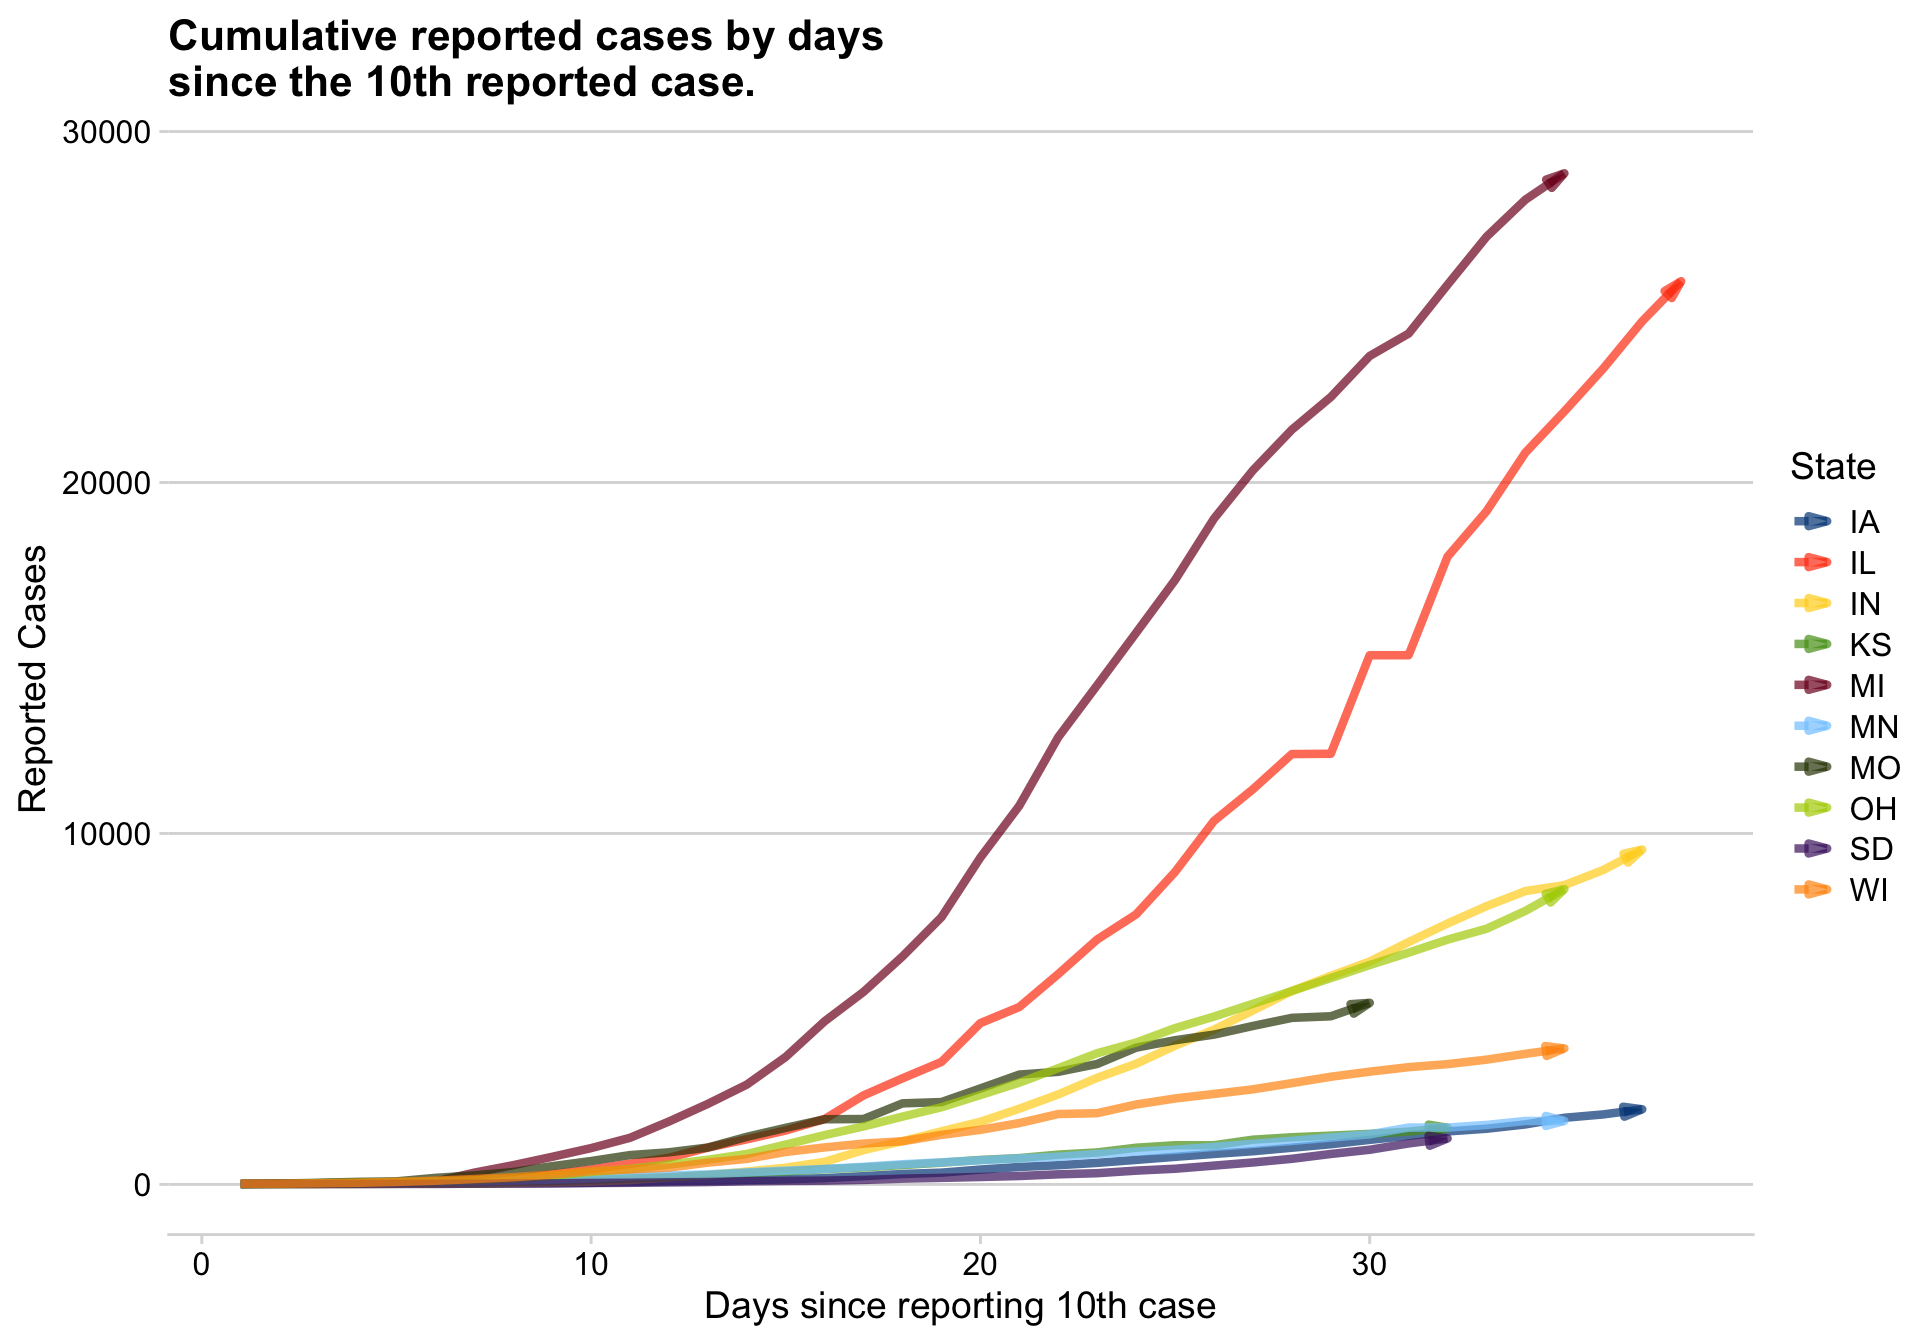 Cumulative reported cases by days
since the 10th reported case.
30000
20000
10000
0
Reported Cases
0 10 20 30
Days since reporting 10th case
State
IA
IL
IN
KS
MI
MN
MO
OH
SD
WI